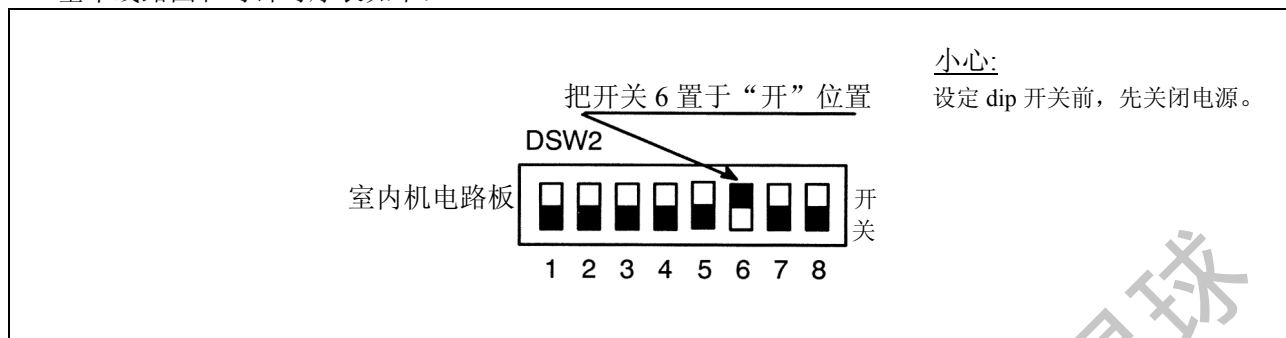 小心:
把开关 6 置于“开”位置
设定 dip 开关前，先关闭电源。
DSW2
室内机电路板
开
关
1 2 3 4 5 6 7 8